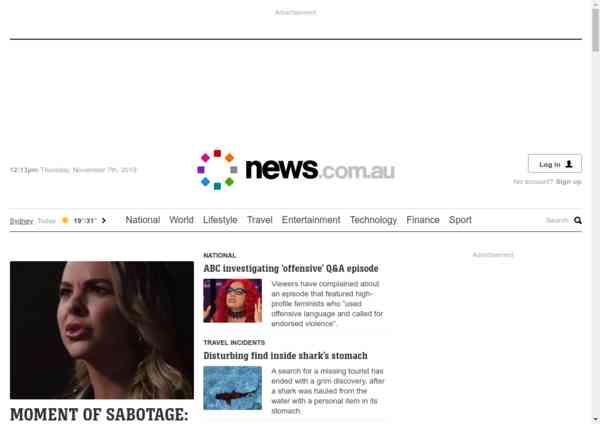 Advertisement
12:13pm Thursday, November 7th, 2019
news.com.au
Log in
No account? Sign up
Sydney Today 19°/31°
National World Lifestyle Travel Entertainment Technology Finance Sport
Search
NATIONAL
ABC investigating 'offensive' Q&A episode
Viewers have complained about
an episode that featured high-
profile feminists who "used
offensive language and called for
endorsed violence".
TRAVEL INCIDENTS
Disturbing find inside shark's stomach
A search for a missing tourist has
ended with a grim discovery, after
a shark was hauled from the
water with a personal item in its
stomach.
Advertisement
MOMENT OF SABOTAGE: